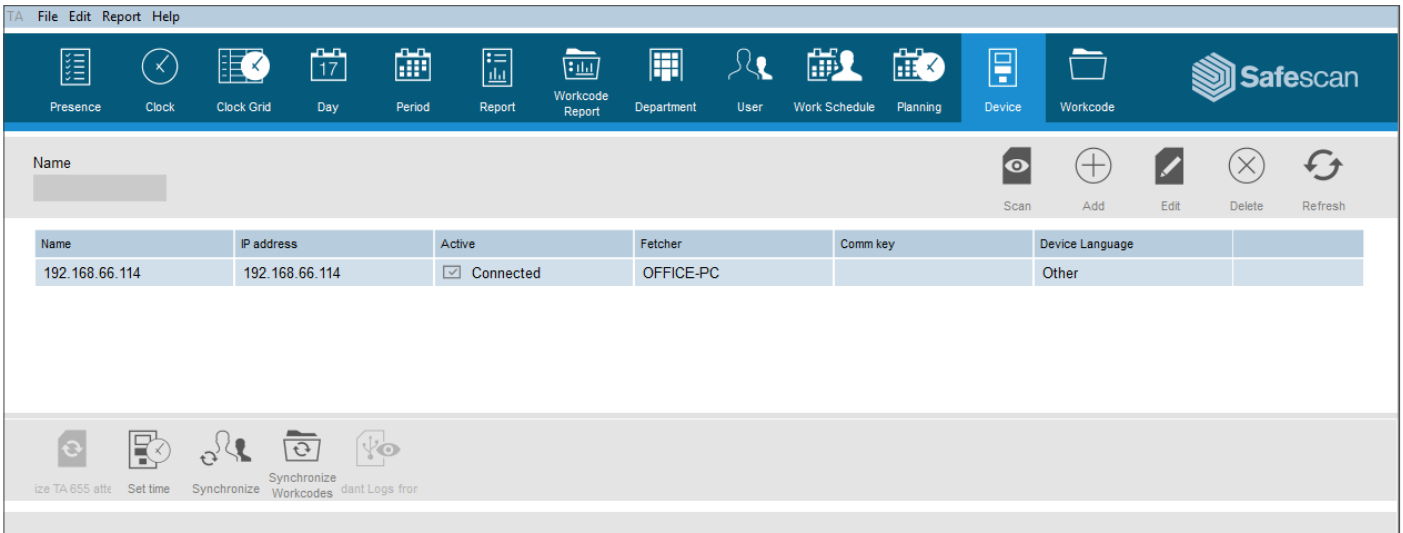 TA File Edit Report Help
Presence Clock Clock Grid 17 Day Period Report Workcode Report Department User Work Schedule Planning Device Workcode Safescan
Name
Scan Add Edit Delete Refresh
Name IP address Active Fetcher Comm key Device Language
192.168.66.114 192.168.66.114 Connected OFFICE-PC Other
ize TA 655 atte Set time Synchronize Synchronize Workcodes dant Logs fror